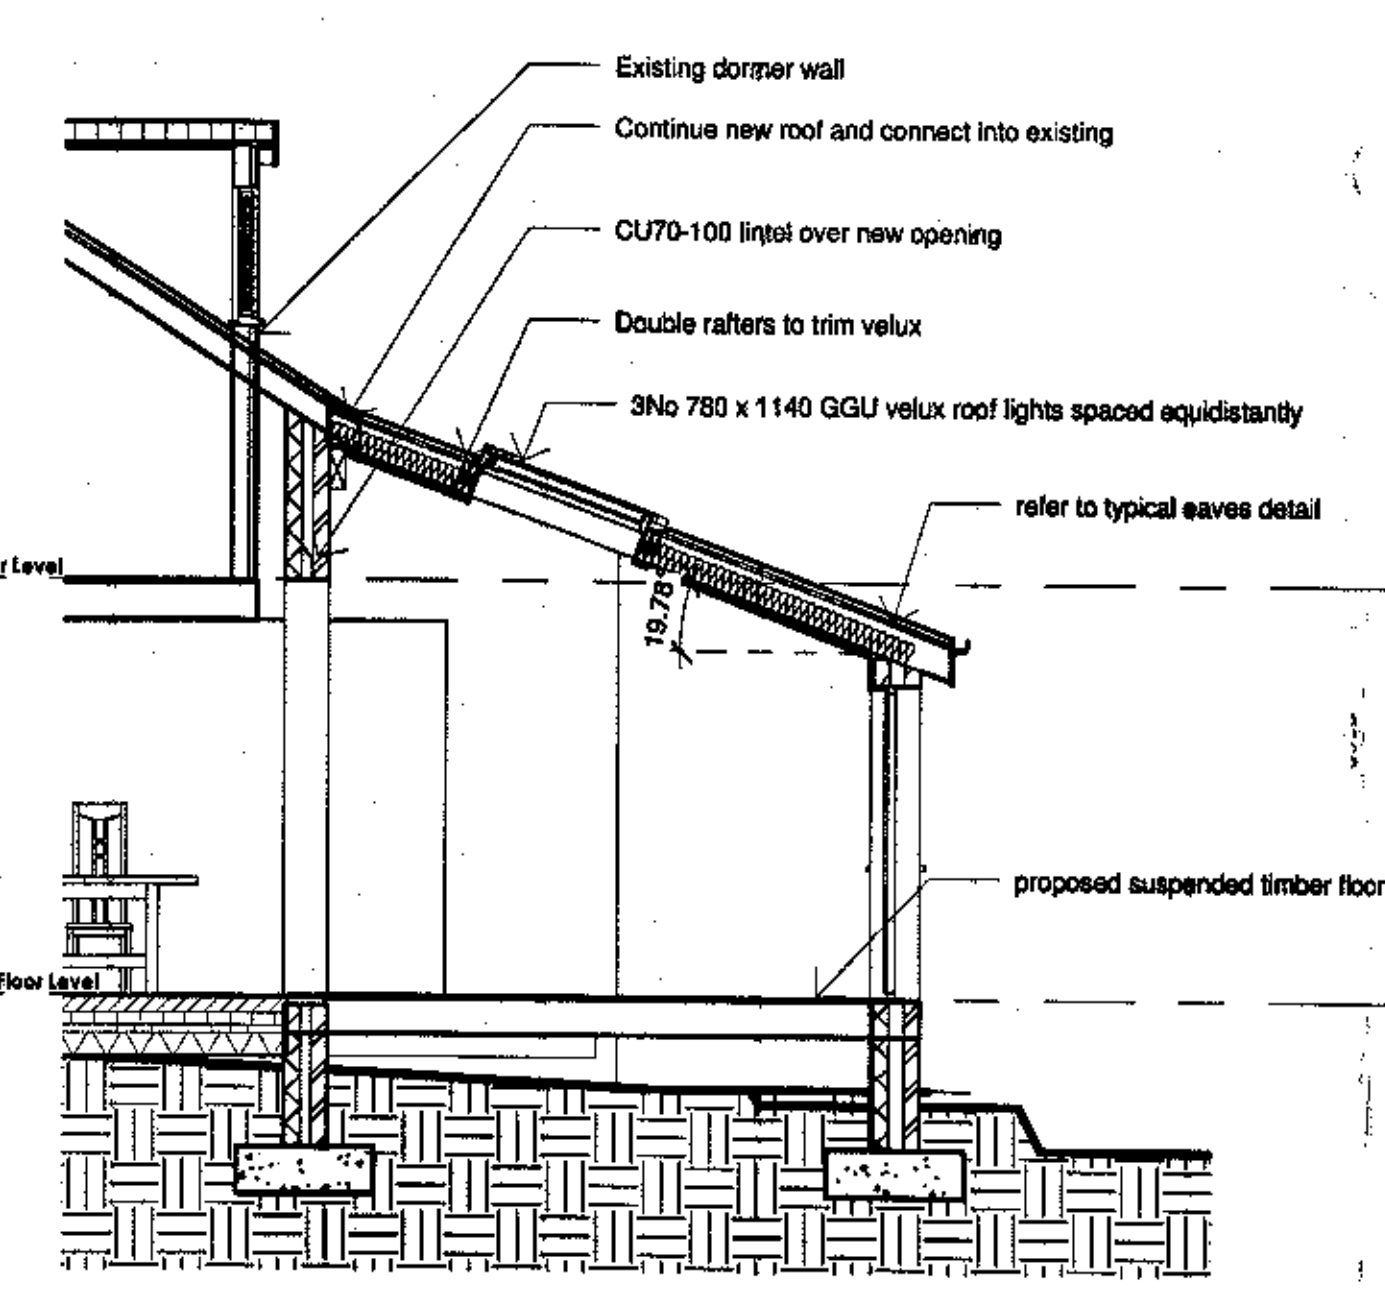 Existing dormer wall
Continue new roof and connect into existing
CU70-100 lintel over new opening
Double rafters to trim velux
3No 780 x 1140 GGU velux roof lights spaced equidistantly
refer to typical eaves detail
r Level
19.78°
proposed suspended timber floor
Floor Level